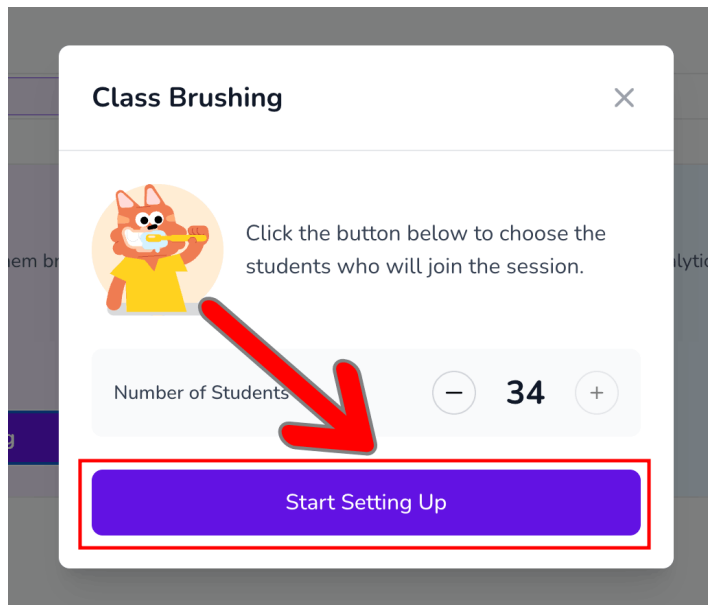 Class Brushing
Click the button below to choose the
students who will join the session.
Number of Students
34
Start Setting Up